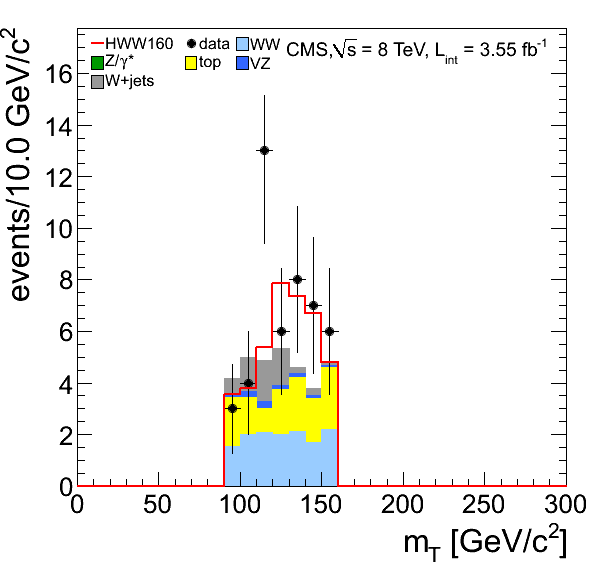 HWW160 data WW CMS,√s = 8 TeV, L_int = 3.55 fb⁻¹
Z/γ* top VZ
W+jets
events/10.0 GeV/c²
16
14
12
10
8
6
4
2
0
0 50 100 150 200 250 300
m_T [GeV/c²]